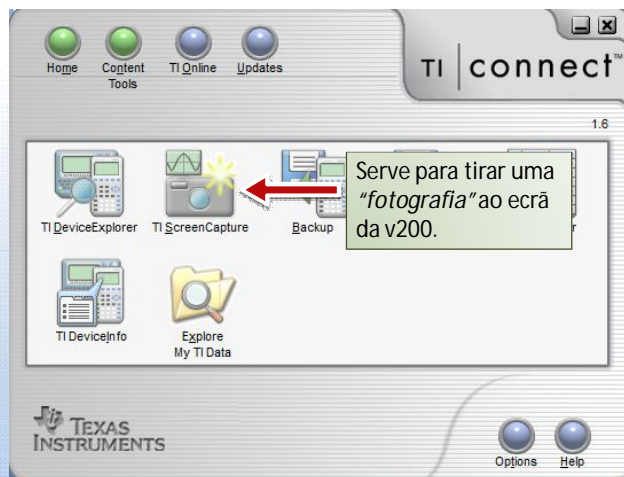 Home Content Tools TI Online Updates
TI connect™
1.6
TI DeviceExplorer TI ScreenCapture Backup r
Serve para tirar uma
“fotografia” ao ecrã
da v200.
TI DeviceInfo Explore My TI Data
TEXAS
INSTRUMENTS
Options Help